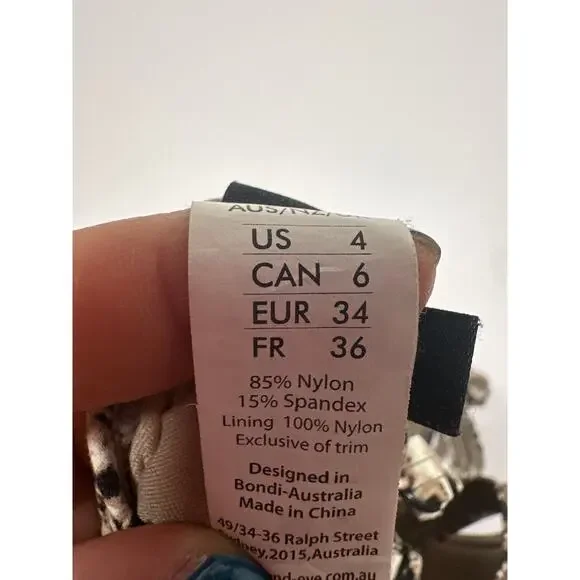 US 4
CAN 6
EUR 34
FR 36
85% Nylon
15% Spandex
Lining 100% Nylon
Exclusive of trim
Designed in
Bondi-Australia
Made in China
49/34-36 Ralph Street
Sydney,2015,Australia